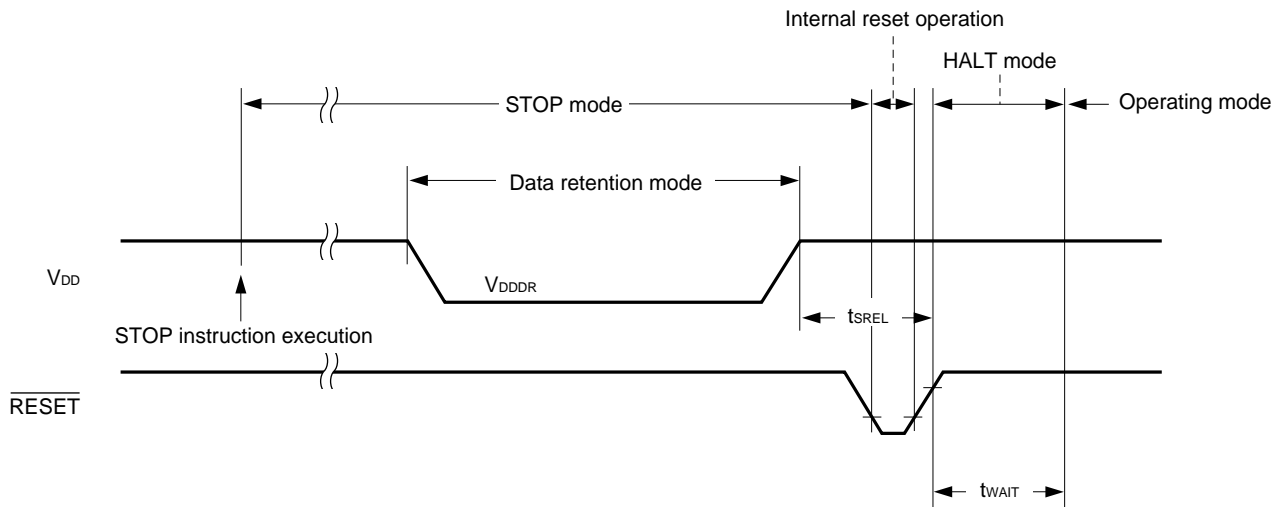 Internal reset operation
HALT mode
STOP mode
Operating mode
Data retention mode
VDD
VDDDR
tSREL
STOP instruction execution
RESET
tWAIT